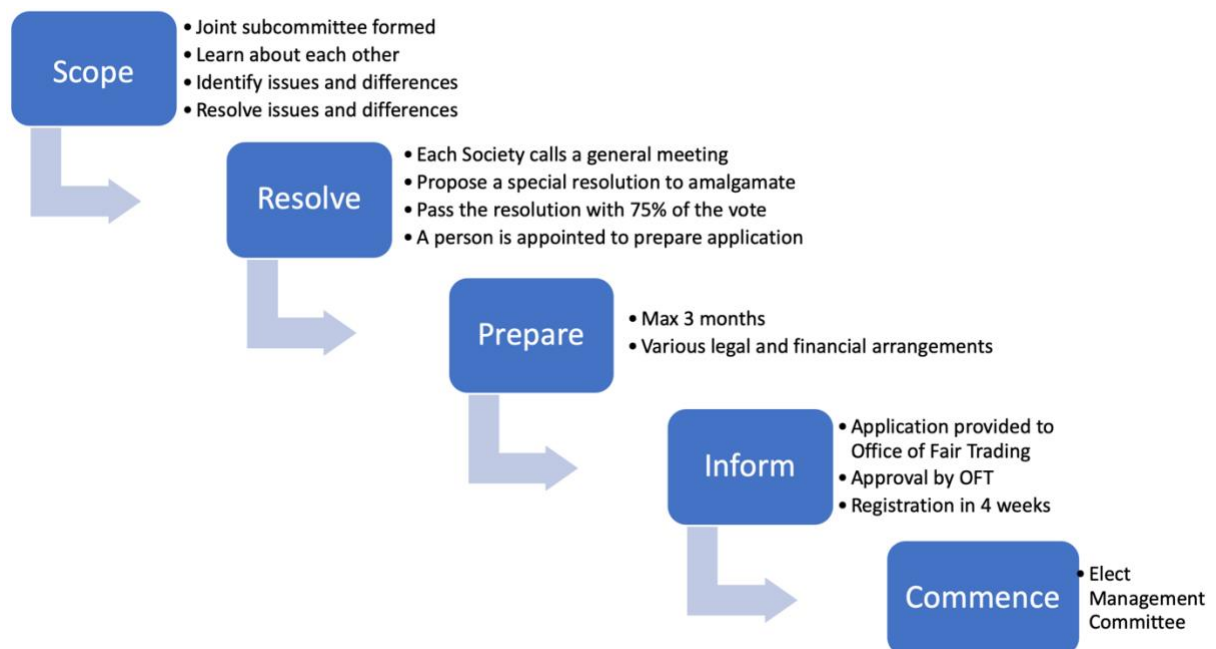 Scope
• Joint subcommittee formed
• Learn about each other
• Identify issues and differences
• Resolve issues and differences
Resolve
• Each Society calls a general meeting
• Propose a special resolution to amalgamate
• Pass the resolution with 75% of the vote
• A person is appointed to prepare application
Prepare
• Max 3 months
• Various legal and financial arrangements
Inform
• Application provided to
Office of Fair Trading
• Approval by OFT
• Registration in 4 weeks
Commence
• Elect
Management
Committee